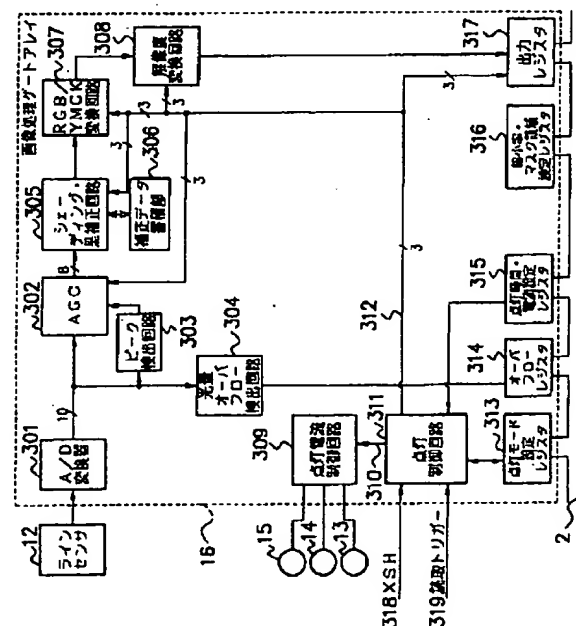 画像処理ゲートアレイ
12
ラインセンサ
301
A/D
変換器
10
302
AGC
8
305
シェーディング・
黒補正回路
307
RGB/
YMCK
変換回路
308
解像度
変換回路
3
3
3
306
補正データ
蓄積部
303
ピーク
検出回路
304
光量
オーバ
フロー
検出回路
16
15
14
13
309
点灯電流
制御回路
310
311
312
3
3
点灯
制御回路
318 XSH
319 読取トリガー
313
点灯モード
設定
レジスタ
314
オーバ
フロー
レジスタ
315
点灯時間・
電流設定
レジスタ
316
縮小率・
マスク領域
設定レジスタ
317
出力
レジスタ
2